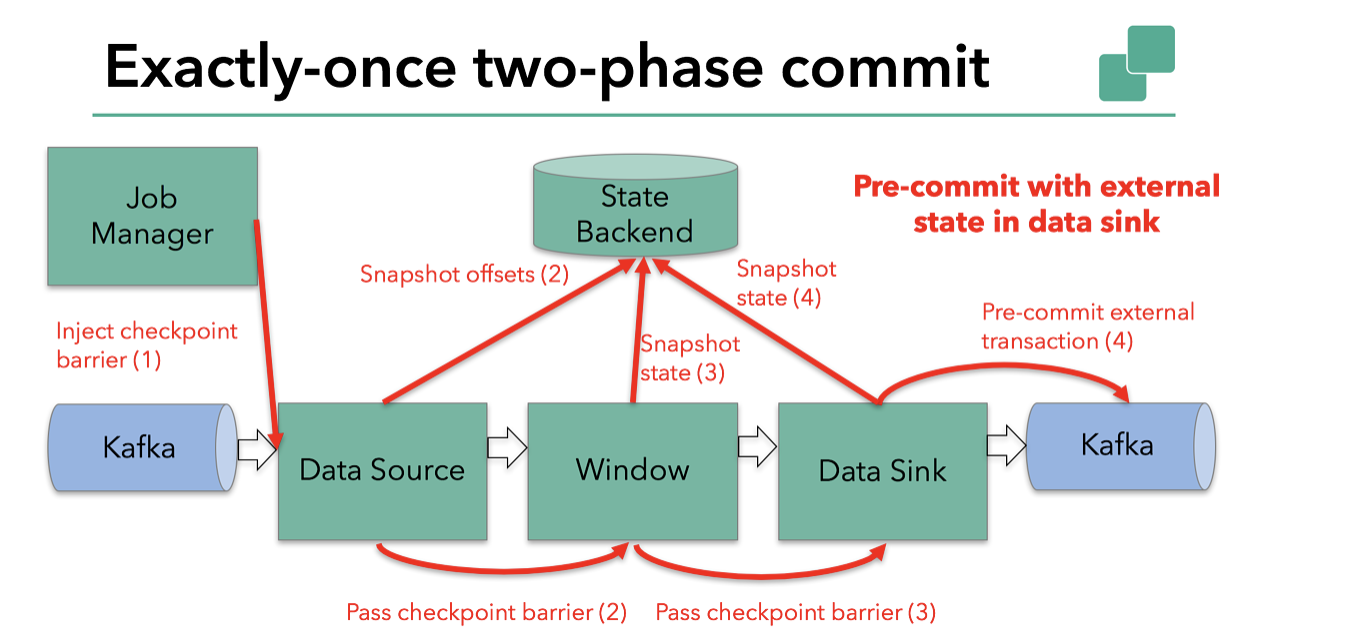 Exactly-once two-phase commit
Job
Manager
State
Backend
Pre-commit with external
state in data sink
Snapshot offsets (2)
Snapshot
state (4)
Inject checkpoint
barrier (1)
Snapshot
state (3)
Pre-commit external
transaction (4)
Kafka
Data Source
Window
Data Sink
Kafka
Pass checkpoint barrier (2)
Pass checkpoint barrier (3)